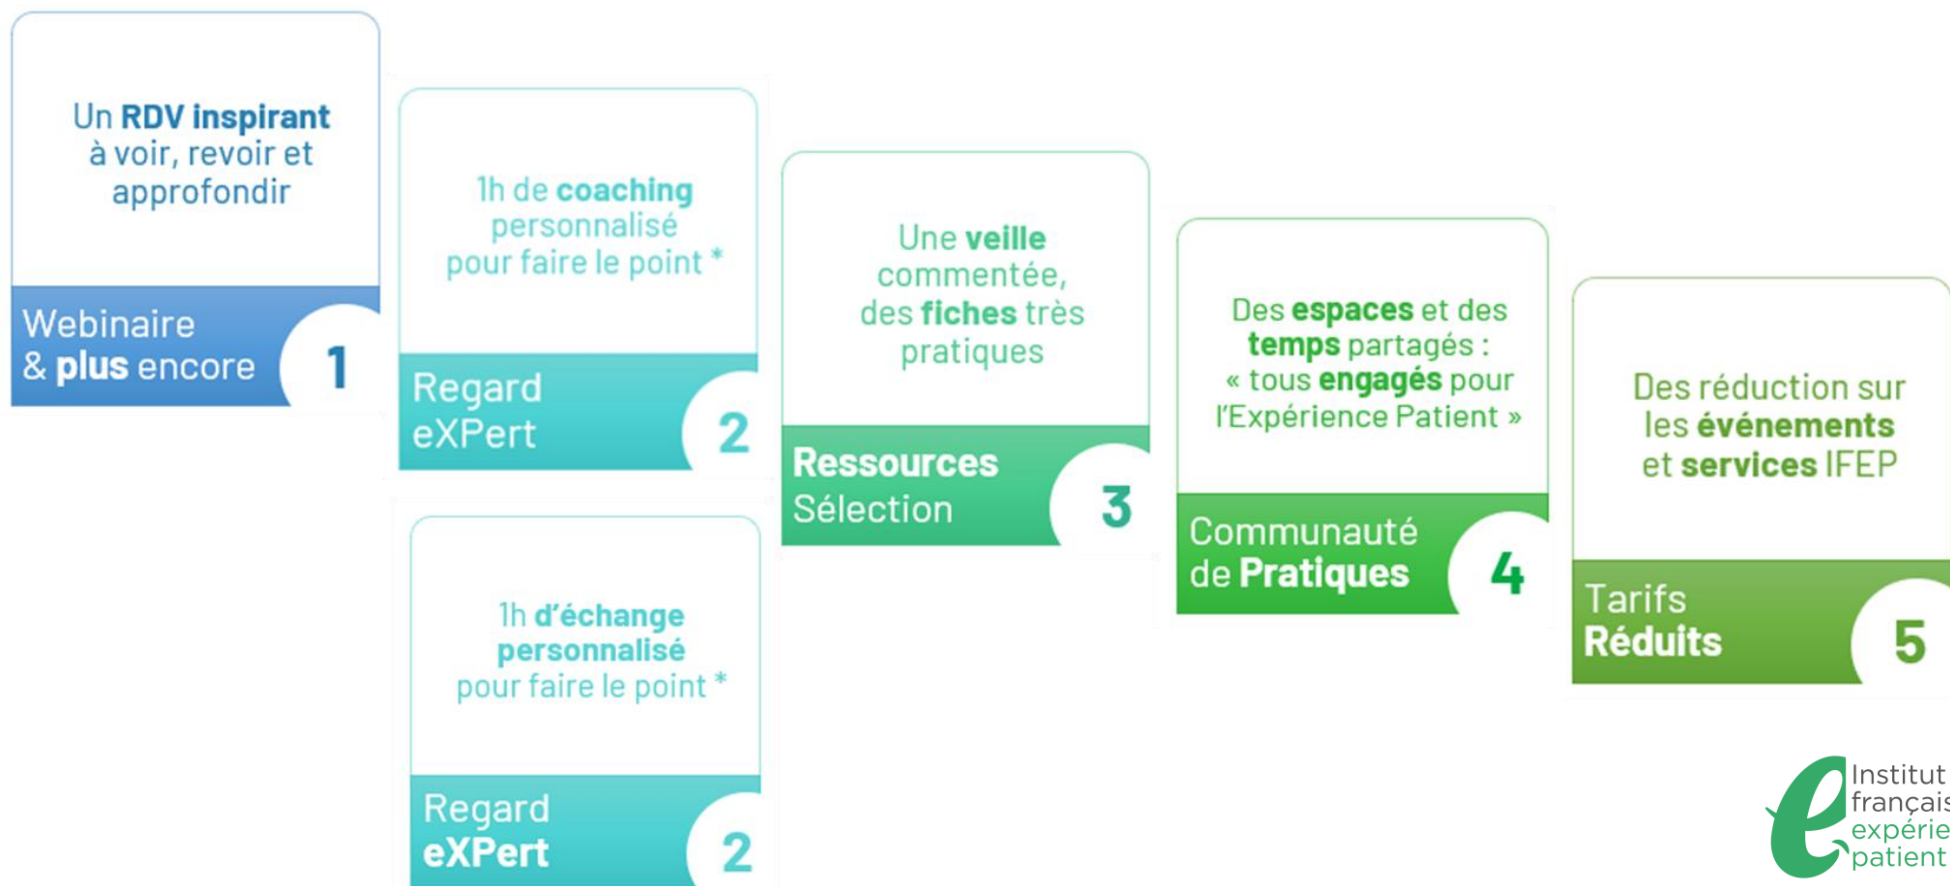 Un RDV inspirant
à voir, revoir et
approfondir
Webinaire
& plus encore
1
1h de coaching
personnalisé
pour faire le point *
Regard
eXPert
2
1h d'échange
personnalisé
pour faire le point *
Regard
eXPert
2
Une veille
commentée,
des fiches très
pratiques
Ressources
Sélection
3
Des espaces et des
temps partagés :
« tous engagés pour
l'Expérience Patient »
Communauté
de Pratiques
4
Des réduction sur
les événements
et services IFEP
Tarifs
Réduits
5
Institut
français
expérie
patient